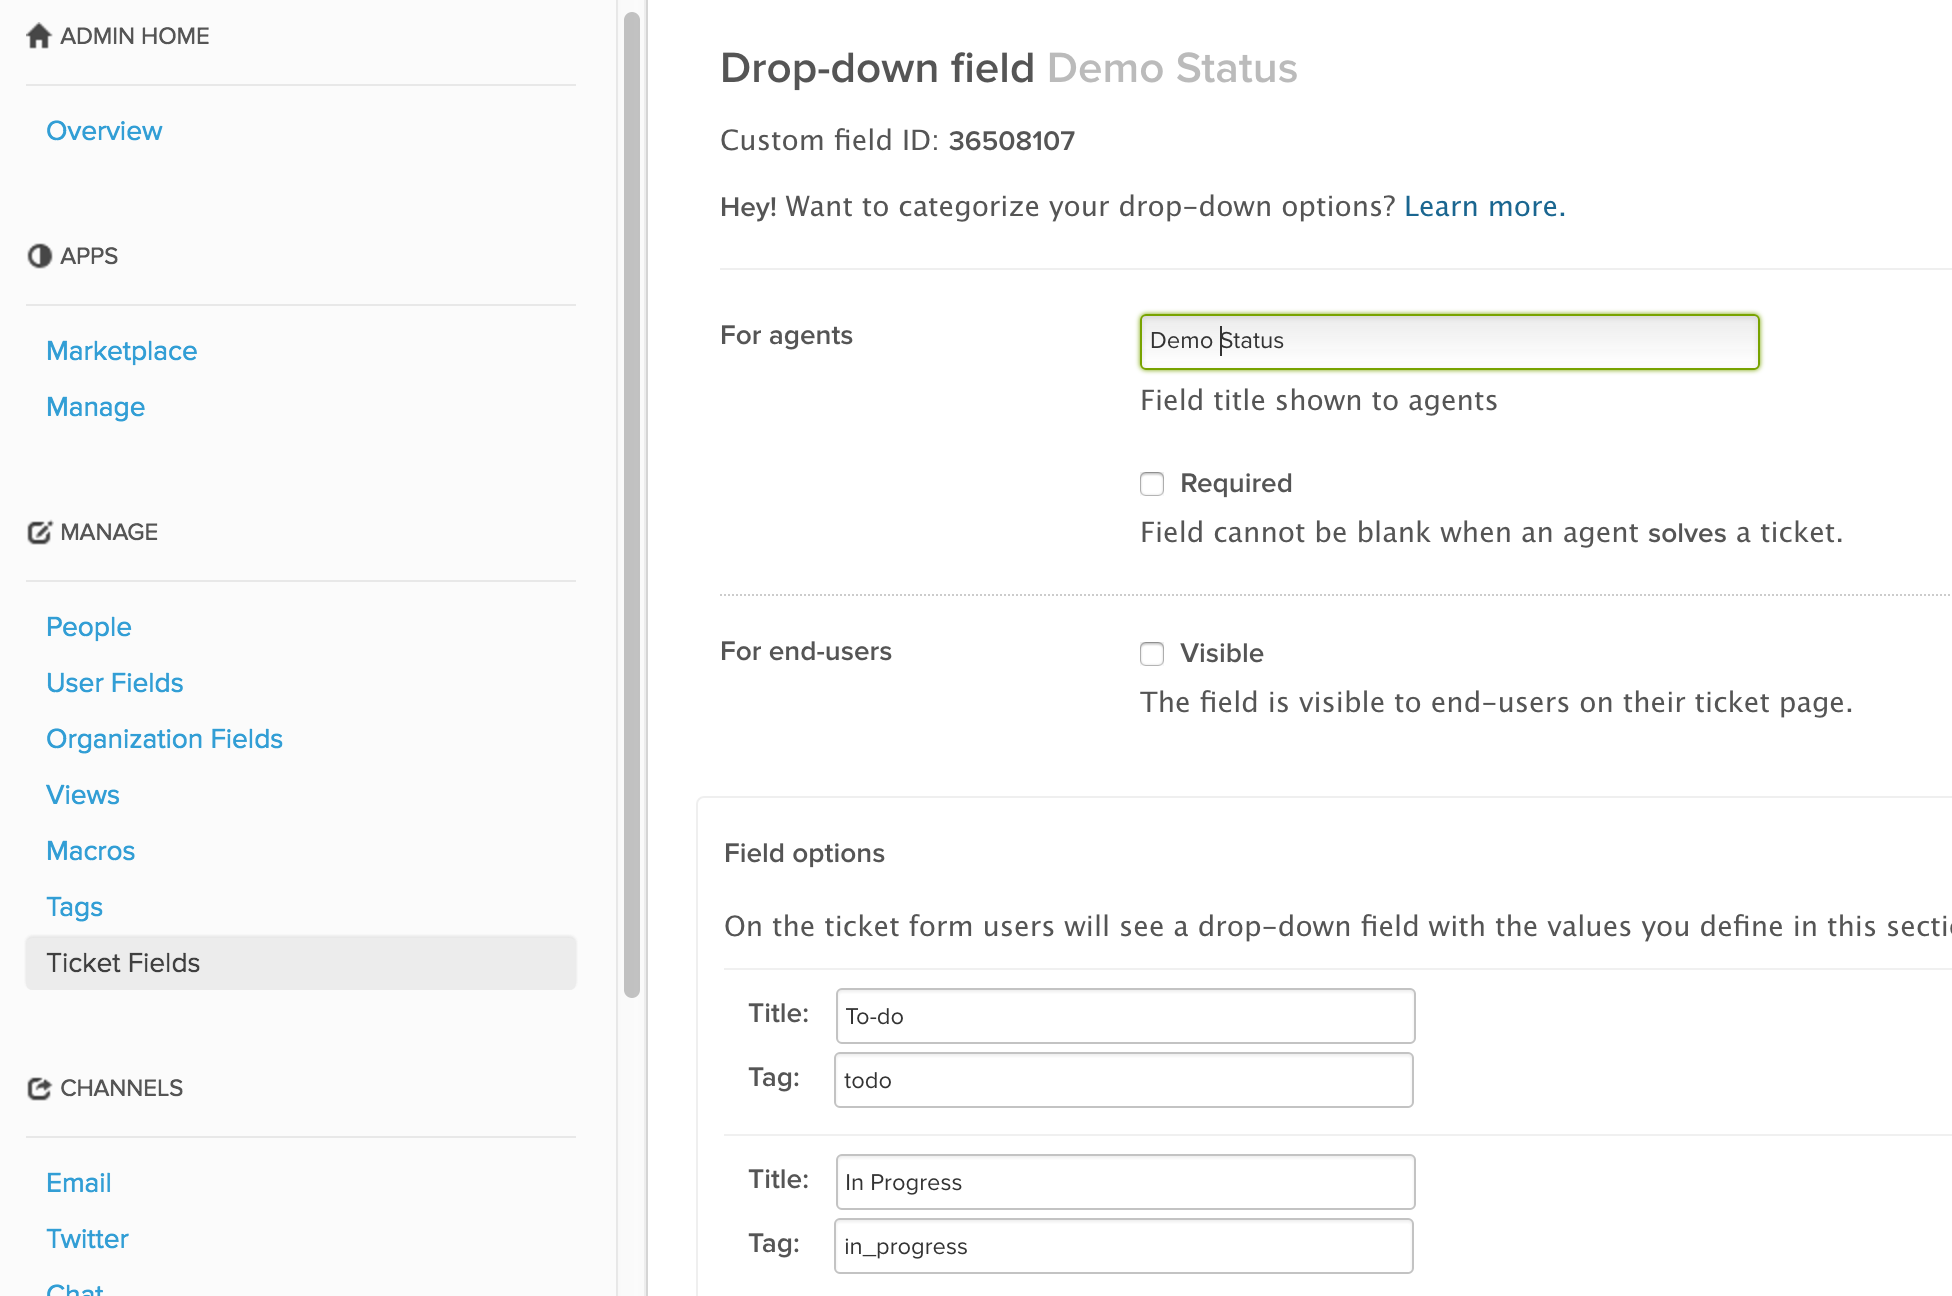 ADMIN HOME
Overview
APPS
Marketplace
Manage
MANAGE
People
User Fields
Organization Fields
Views
Macros
Tags
Ticket Fields
CHANNELS
Email
Twitter
Chat
Drop-down field Demo Status
Custom field ID: 36508107
Hey! Want to categorize your drop-down options? Learn more.
For agents
Demo Status
Field title shown to agents
Required
Field cannot be blank when an agent solves a ticket.
For end-users
Visible
The field is visible to end-users on their ticket page.
Field options
On the ticket form users will see a drop-down field with the values you define in this
Title: To-do
Tag: todo
Title: In Progress
Tag: in_progress